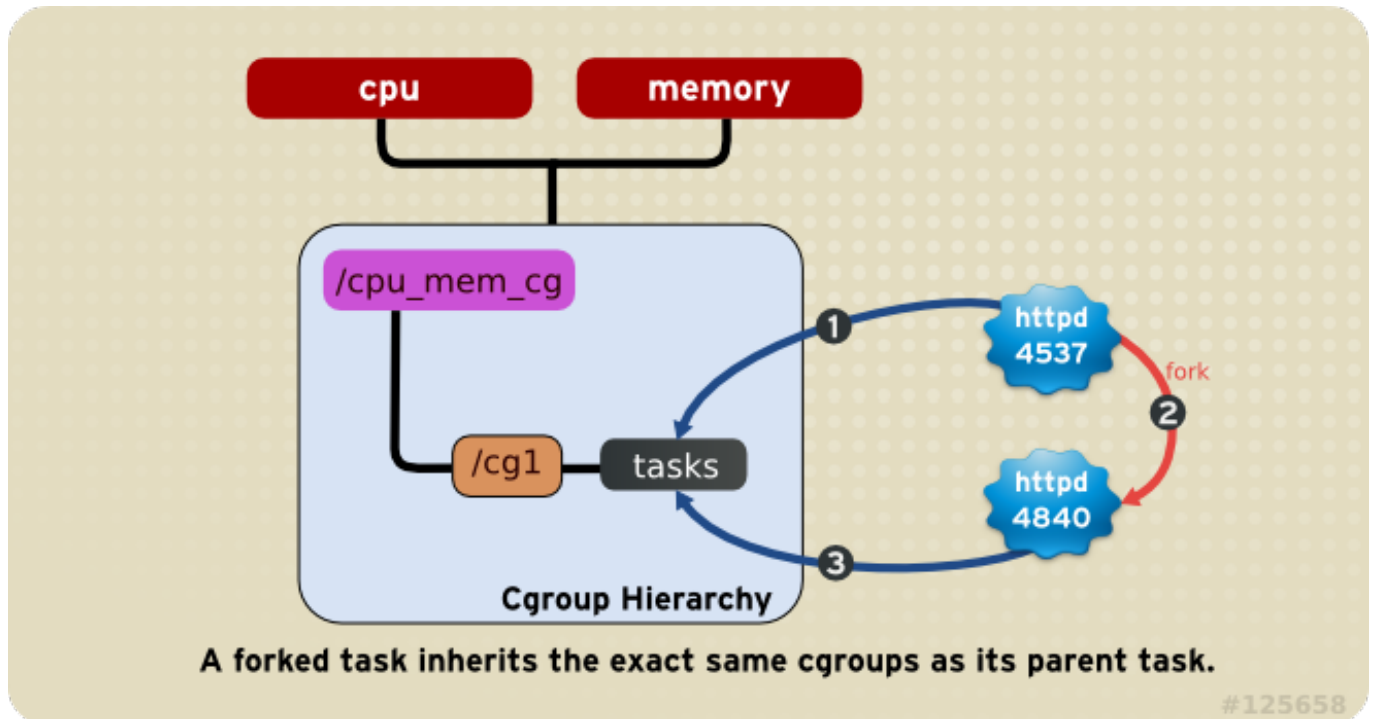 cpu
memory
/cpu_mem_cg
1
httpd
4537
fork
2
/cg1
tasks
httpd
4840
3
Cgroup Hierarchy
A forked task inherits the exact same cgroups as its parent task.
#125658